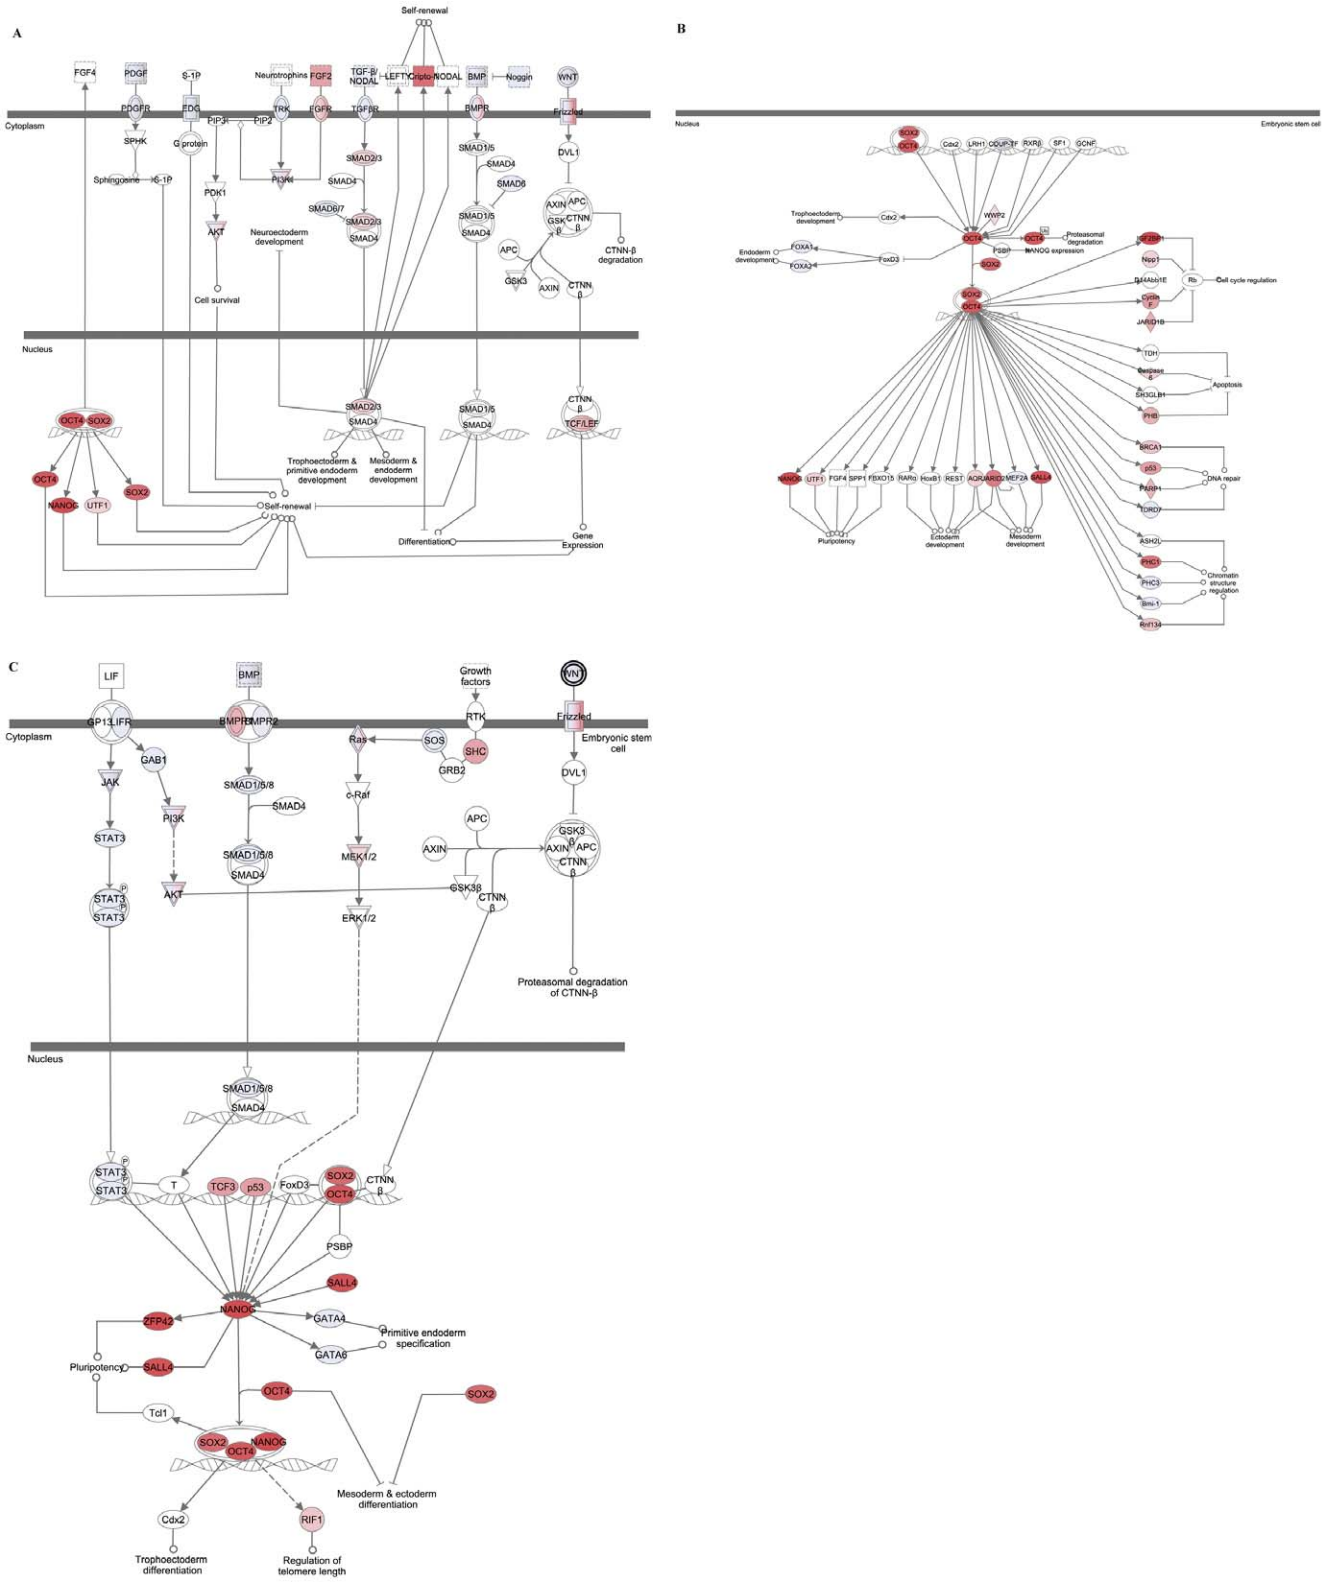 A
Self-renewal
FGF4
PDGF
S-1P
Neurotrophins
FGF2
TGF-β/
NODAL
LEFTY
Cripto-
NODAL
BMP
Noggin
WNT
PDGFR
EDG
TRK
FGFR
TGFβR
BMPR
Frizzled
Cytoplasm
PIP3
PIP2
SPHK
G protein
SMAD1/5
DVL1
SMAD2/3
SMAD4
Sphingosine
S-1P
PI3K
SMAD4
SMAD6
PDK1
AXIN
APC
GSK
β
CTNN
β
SMAD6/7
SMAD2/3
SMAD4
SMAD1/5
SMAD4
AKT
Neuroectoderm
development
APC
CTNN-β
degradation
GSK3
AXIN
CTNN
β
Cell survival
Nucleus
OCT4
SOX2
SMAD2/3
SMAD4
SMAD1/5
SMAD4
CTNN
β
TCF/LEF
Trophoectoderm &
primitive endoderm
development
Mesoderm &
endoderm
development
OCT4
NANOG
UTF1
SOX2
Self-renewal
Differentiation
Gene
Expression
B
Nucleus
Embryonic stem cell
SOX2
OCT4
Cdx2
LRH1
COUP-TF
RXRβ
SF1
GCNF
Trophoectoderm
development
Cdx2
WWP2
OCT4
OCT4
Ub
Proteasomal
degradation
PSBP
NANOG expression
Endoderm
development
FOXA1
FOXA2
FoxD3
SOX2
SOX2
OCT4
IGF2BP1
Nipp1
Rb
Cell cycle regulation
Cyclin
F
JARID1B
TDH
Caspase
6
SH3GLB1
PHB
Apoptosis
BRCA1
p53
PARP1
TDRD7
DNA repair
NANOG
UTF1
FGF4
SPP1
FBXO15
RARα
HoxB1
REST
AQR
JARID2
MEF2A
SALL4
Pluripotency
Ectoderm
development
Mesoderm
development
ASH2L
PHC1
PHC3
Bmi-1
Rnf134
Chromatin
structure
regulation
C
LIF
BMP
Growth
factors
WNT
GP13
LIFR
BMPR
BMPR2
RTK
Frizzled
Cytoplasm
Embryonic stem
cell
GAB1
Ras
SOS
SHC
GRB2
DVL1
JAK
SMAD1/5/8
c-Raf
PI3K
SMAD4
APC
STAT3
AXIN
GSK3
β
AXIN
APC
CTNN
β
SMAD1/5/8
SMAD4
MEK1/2
AKT
GSK3β
CTNN
β
STAT3
P
STAT3
P
ERK1/2
Proteasomal degradation
of CTNN-β
Nucleus
SMAD1/5/8
SMAD4
STAT3
P
STAT3
P
T
TCF3
p53
FoxD3
SOX2
OCT4
CTNN
β
PSBP
SALL4
NANOG
ZFP42
GATA4
Primitive endoderm
specification
GATA6
Pluripotency
SALL4
OCT4
SOX2
Tcl1
SOX2
OCT4
NANOG
Mesoderm & ectoderm
differentiation
Cdx2
RIF1
Trophoectoderm
differentiation
Regulation of
telomere length